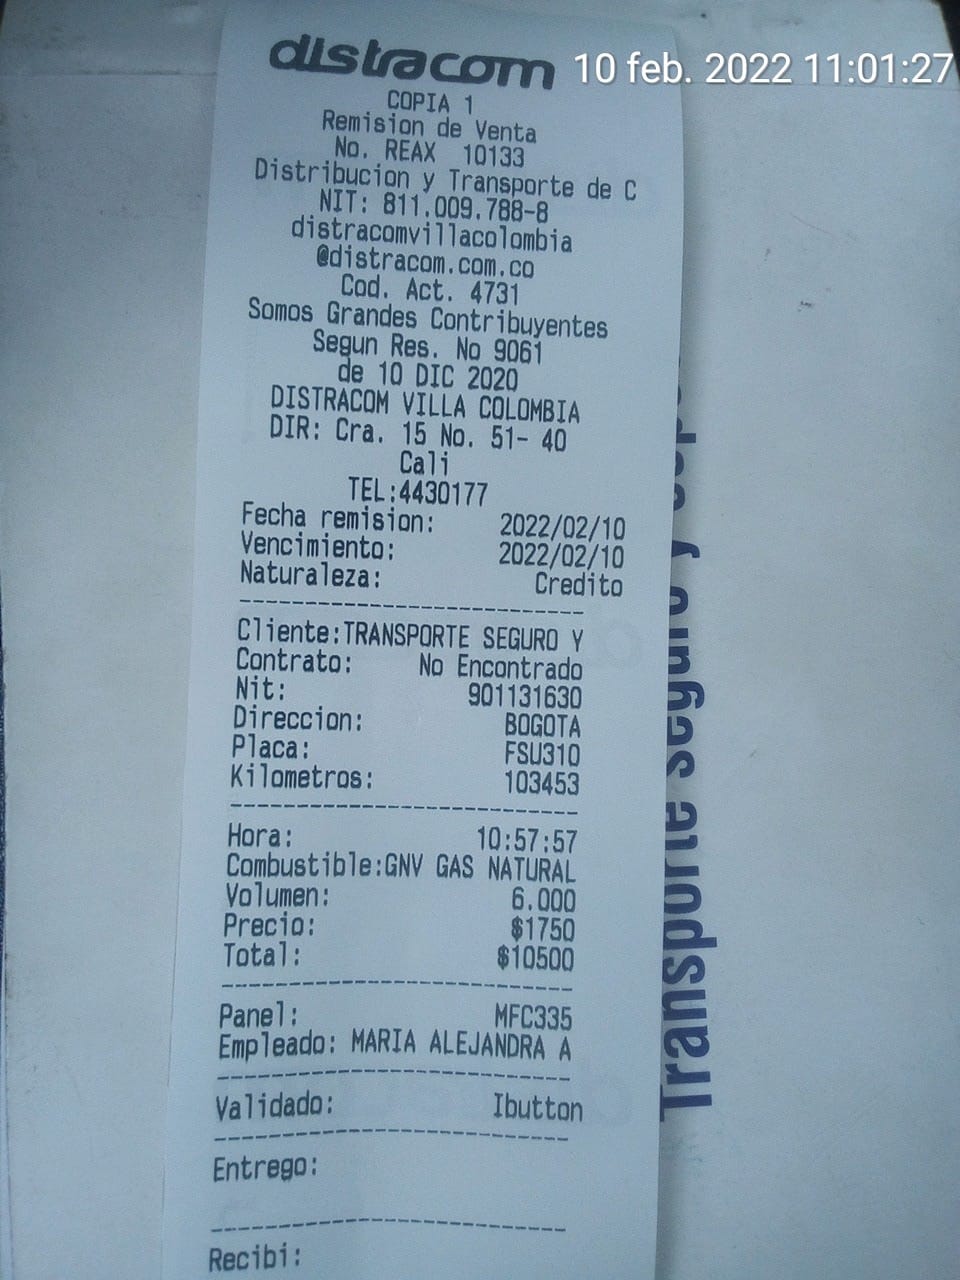 distracom
10 feb. 2022 11:01:27
COPIA 1
Remision de Venta
No. REAX 10133
Distribucion y Transporte de C
NIT: 811.009.788-8
distracomvillacolombia
@distracom.com.co
Cod. Act. 4731
Somos Grandes Contribuyentes
Segun Res. No 9061
de 10 DIC 2020
DISTRACOM VILLA COLOMBIA
DIR: Cra. 15 No. 51- 40
Cali
TEL:4430177
Fecha remision: 2022/02/10
Vencimiento: 2022/02/10
Naturaleza: Credito
Cliente:TRANSPORTE SEGURO Y
Contrato: No Encontrado
Nit: 901131630
Direccion: BOGOTA
Placa: FSU310
Kilometros: 103453
Hora: 10:57:57
Combustible:GNV GAS NATURAL
Volumen: 6.000
Precio: $1750
Total: $10500
Panel: MFC335
Empleado: MARIA ALEJANDRA A
Validado: Ibutton
Entrego:
Recibi:
Transporte seguro y